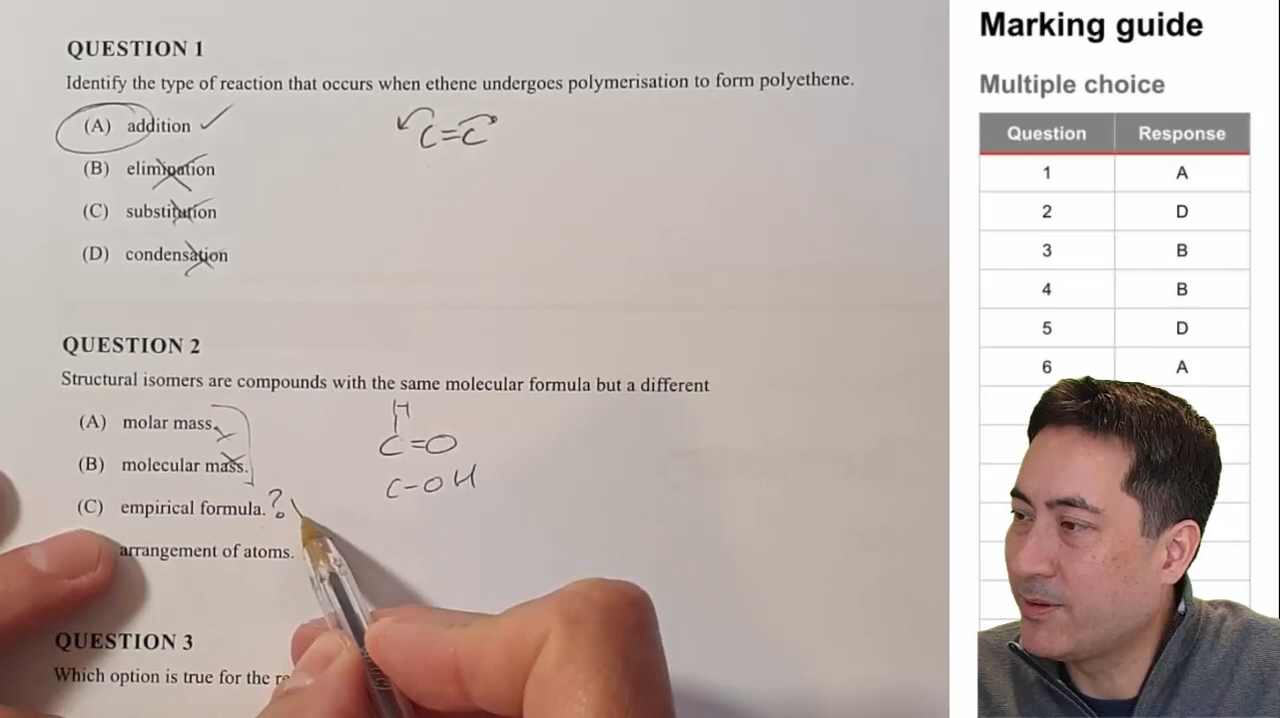 QUESTION 1
Identify the type of reaction that occurs when ethene undergoes polymerisation to form polyethene.
(A) addition
C=C
(B) elimination
(C) substitution
(D) condensation
QUESTION 2
Structural isomers are compounds with the same molecular formula but a different
H
(A) molar mass.
C=O
(B) molecular mass.
C-OH
(C) empirical formula. ?
arrangement of atoms.
QUESTION 3
Which option is true for the
Marking guide
Multiple choice
Question Response
1 A
2 D
3 B
4 B
5 D
6 A